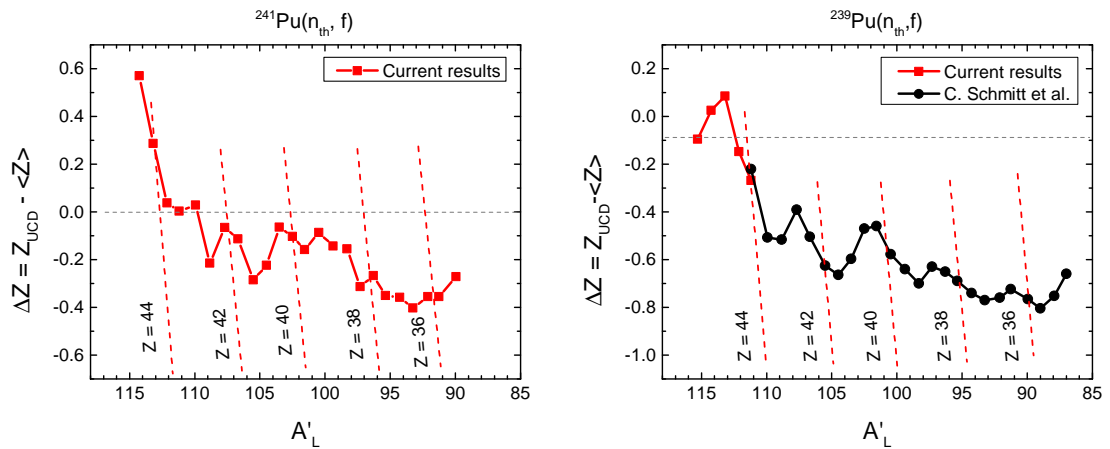 ²⁴¹Pu(nₜₕ, f)
Current results
ΔZ = Z_UCD - <Z>
0.6
0.4
0.2
0.0
-0.2
-0.4
-0.6
Z = 44
Z = 42
Z = 40
Z = 38
Z = 36
115 110 105 100 95 90 85
A'_L
²³⁹Pu(nₜₕ,f)
Current results
C. Schmitt et al.
ΔZ = Z_UCD-<Z>
0.2
0.0
-0.2
-0.4
-0.6
-0.8
-1.0
Z = 44
Z = 42
Z = 40
Z = 38
Z = 36
115 110 105 100 95 90 85
A'_L